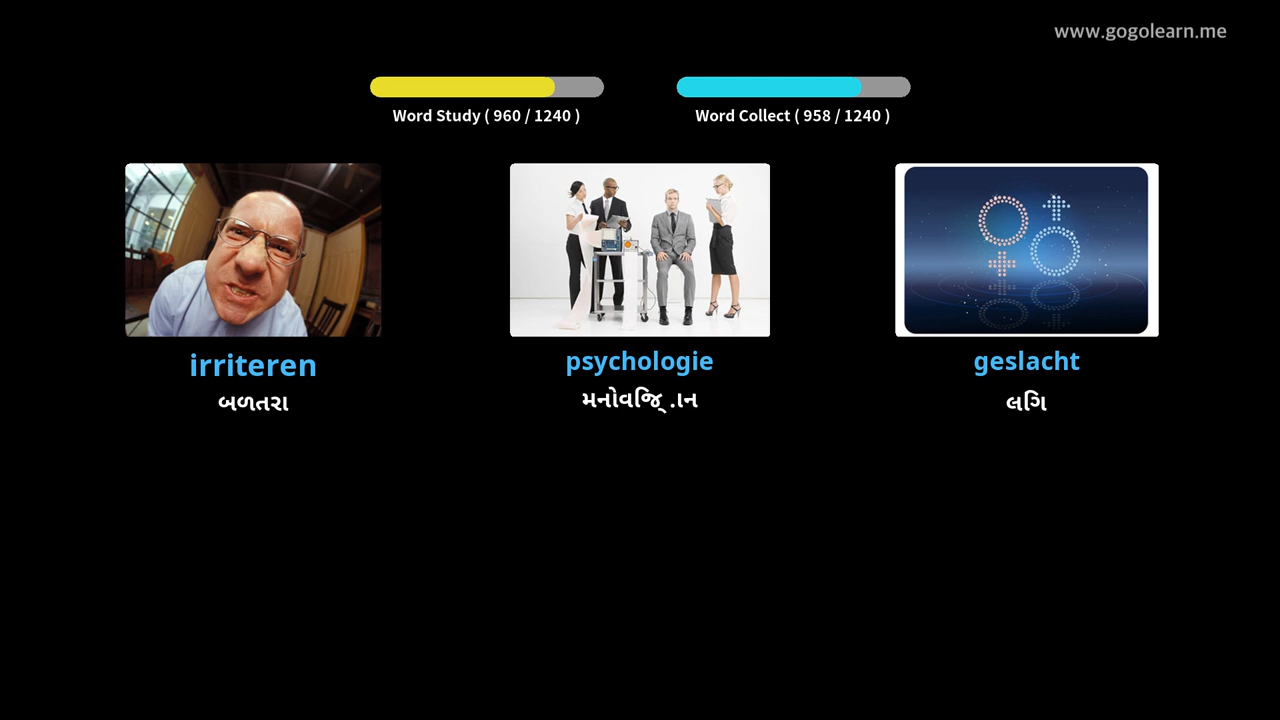 www.gogolearn.me
Word Study ( 960 / 1240 )
Word Collect ( 958 / 1240 )
irriteren
psychologie
geslacht
બળતરા
મનોવજ્િ .ાન
લગિ